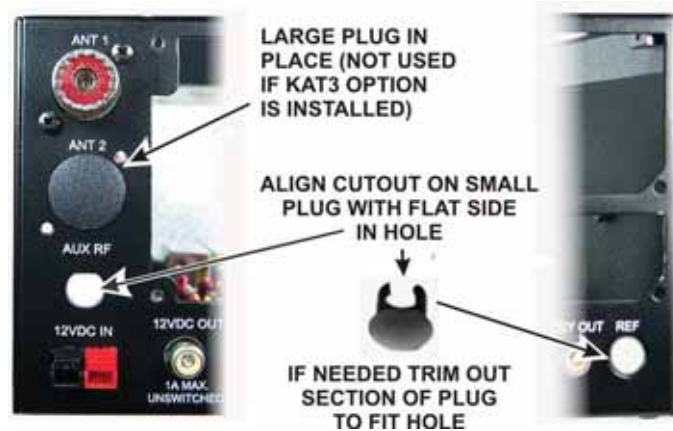 ANT 1
LARGE PLUG IN
PLACE (NOT USED
IF KAT3 OPTION
IS INSTALLED)
ANT 2
ALIGN CUTOUT ON SMALL
PLUG WITH FLAT SIDE
IN HOLE
AUX RF
12VDC IN
12VDC OUT
1A MAX.
UNSWITCHED
OUT
REF
IF NEEDED TRIM OUT
SECTION OF PLUG
TO FIT HOLE